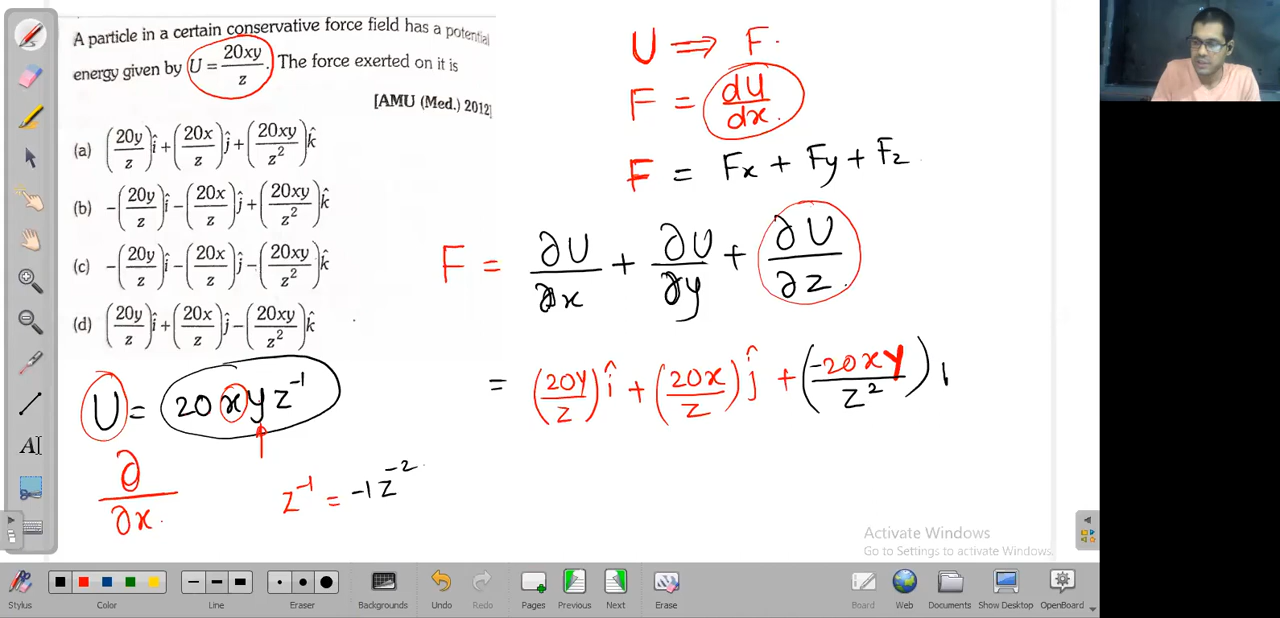 A particle in a certain conservative force field has a potential
energy given by U = 20xy/z. The force exerted on it is
[AMU (Med.) 2012]
(a) (20y/z)î + (20x/z)ĵ + (20xy/z²)k̂
(b) −(20y/z)î − (20x/z)ĵ + (20xy/z²)k̂
(c) −(20y/z)î − (20x/z)ĵ − (20xy/z²)k̂
(d) (20y/z)î + (20x/z)ĵ − (20xy/z²)k̂
U ⇒ F.
F = dU/dx.
F = Fx + Fy + Fz
F = ∂U/∂x + ∂U/∂y + ∂U/∂z
= (20y/z)î + (20x/z)ĵ + (−20xy/z²)
U = 20xyz⁻¹
∂/∂x.
z⁻¹ = −1z⁻²
Activate Windows
Go to Settings to activate Windows.
Stylus
Color
Line
Eraser
Backgrounds
Undo
Redo
Pages
Previous
Next
Erase
Board
Web
Documents
Show Desktop
OpenBoard